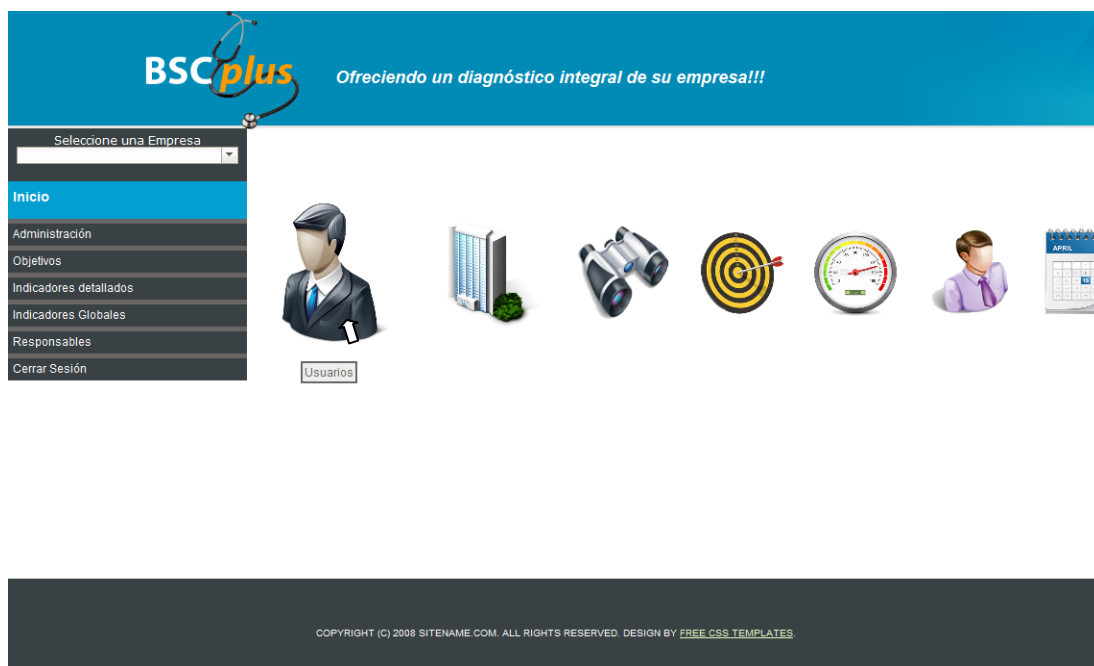 BSCplus
Ofreciendo un diagnóstico integral de su empresa!!!
Seleccione una Empresa
Inicio
Administración
Objetivos
Indicadores detallados
Indicadores Globales
Responsables
Cerrar Sesión
APRIL
Usuarios
COPYRIGHT (C) 2008 SITENAME.COM. ALL RIGHTS RESERVED. DESIGN BY FREE CSS TEMPLATES.